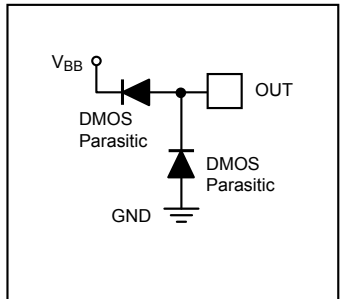 VBB
OUT
DMOS
Parasitic
DMOS
Parasitic
GND